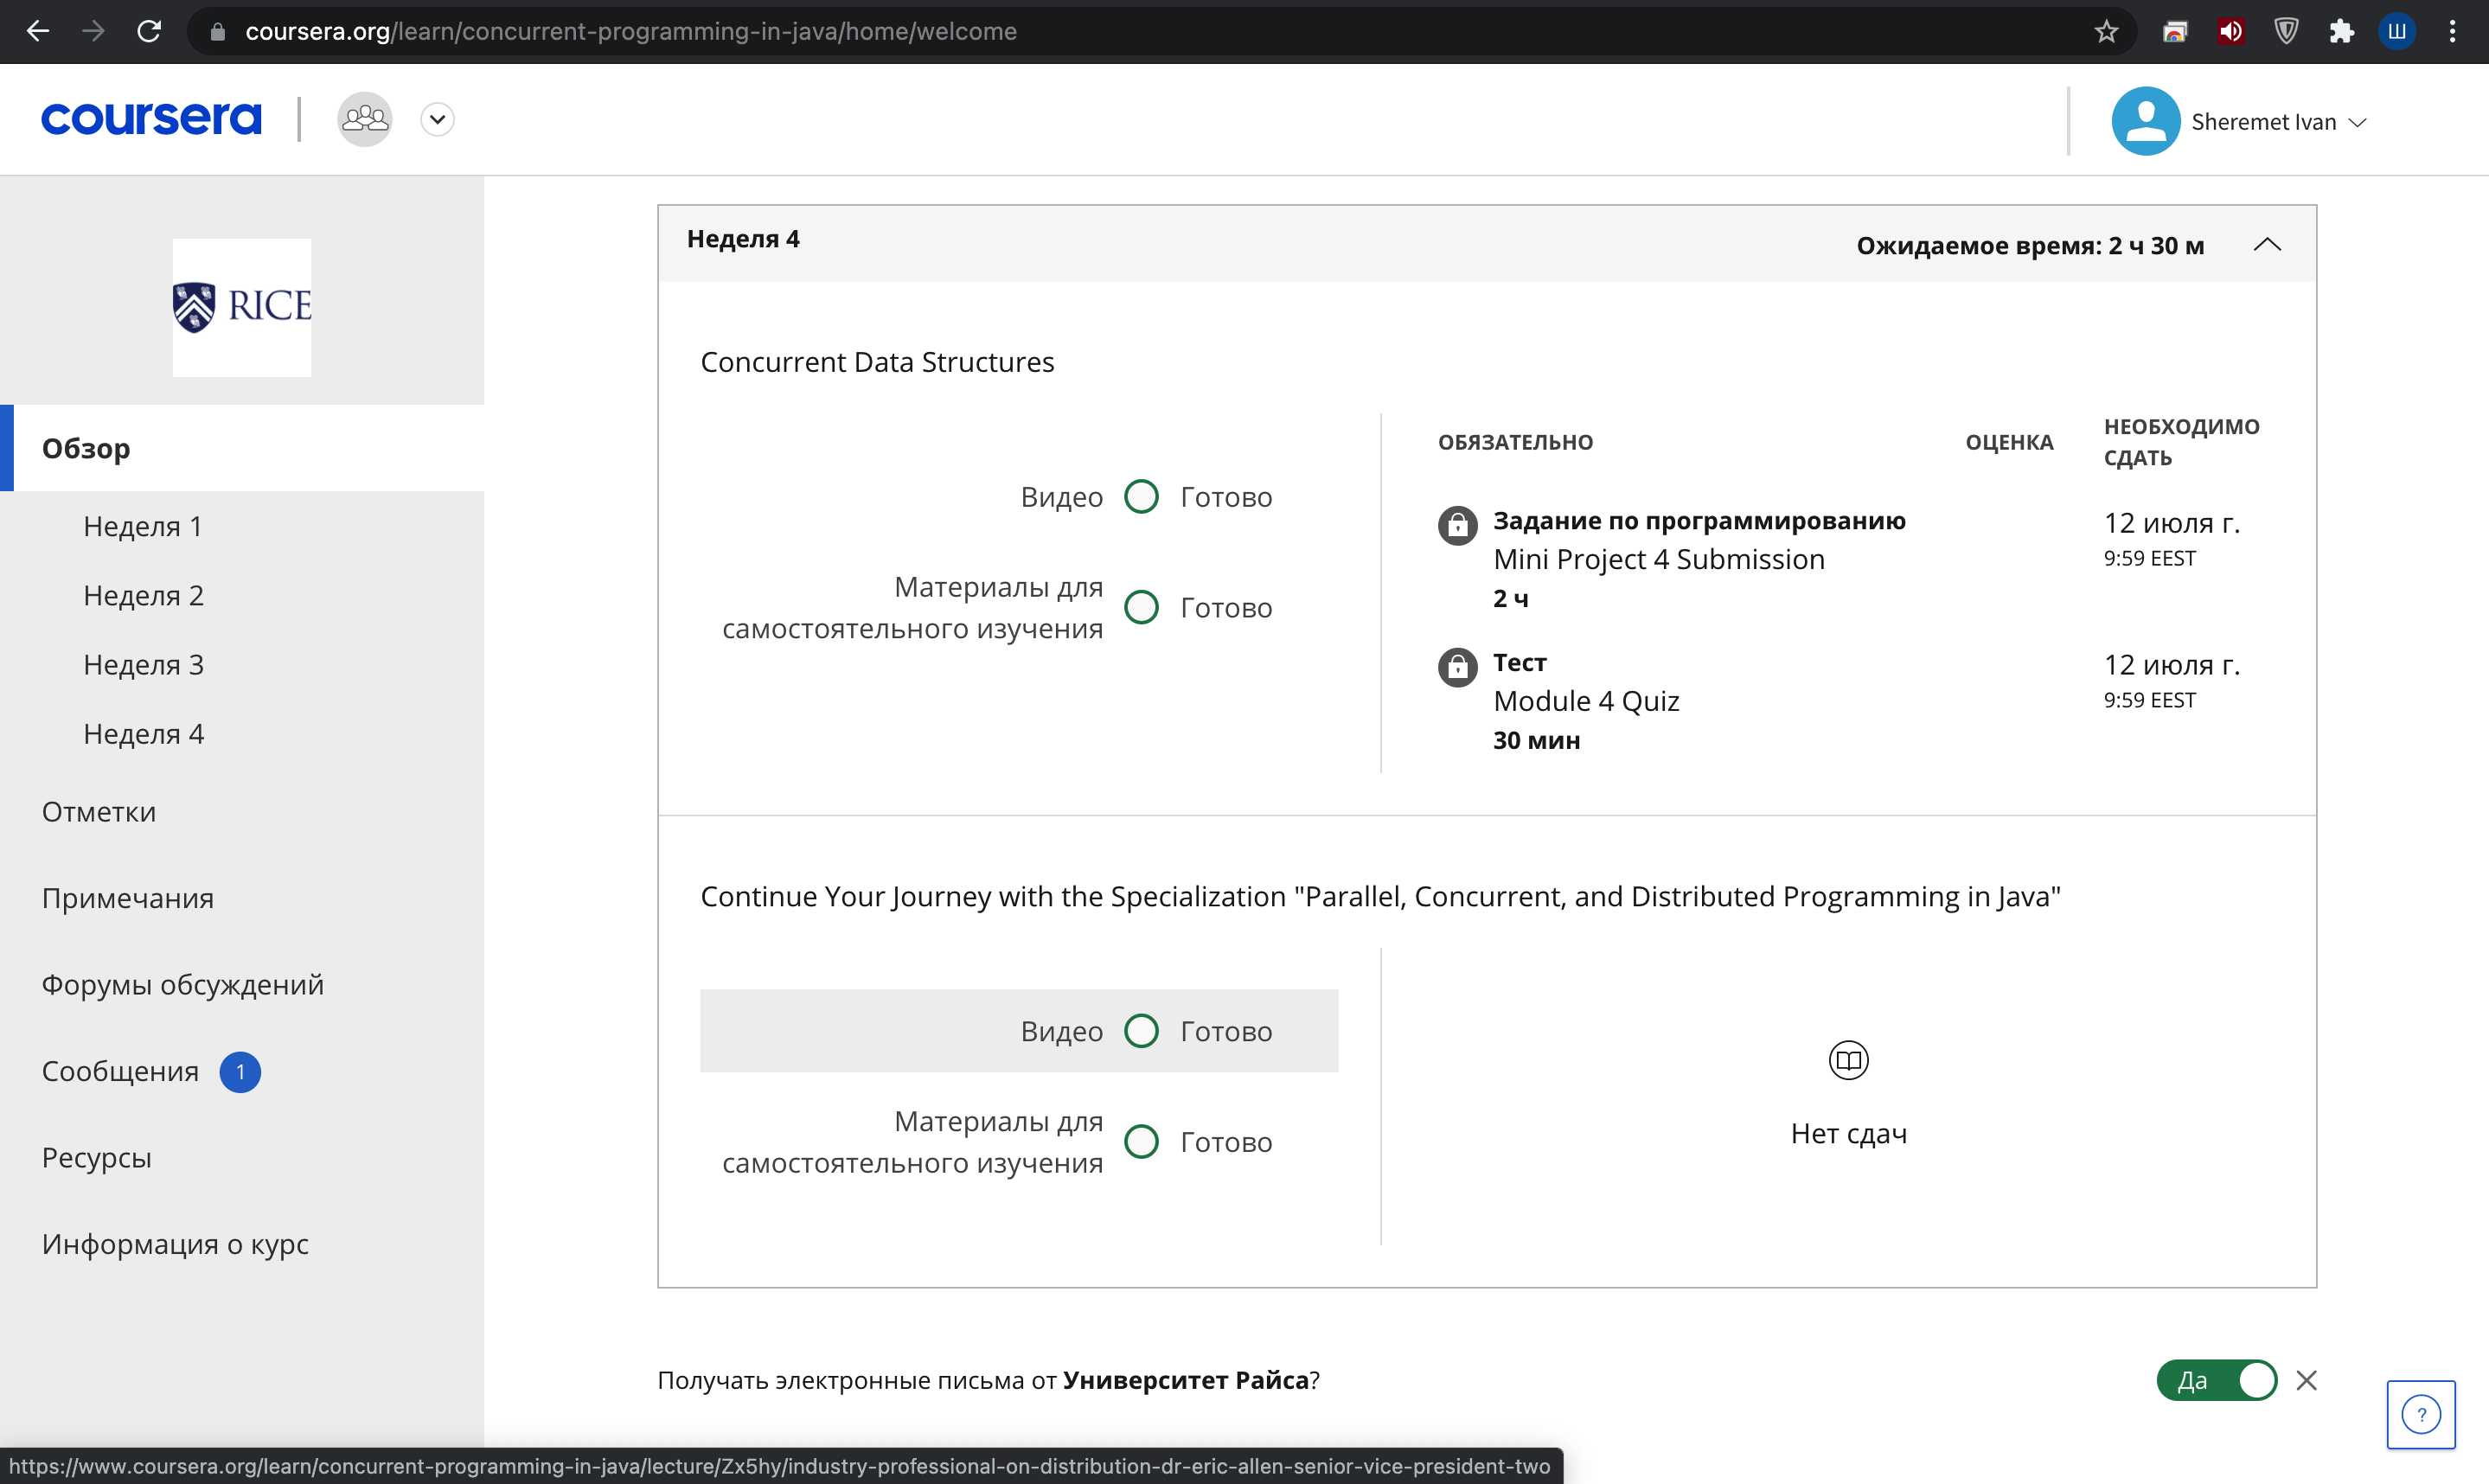 coursera.org/learn/concurrent-programming-in-java/home/welcome
Ш
coursera
Sheremet Ivan
RICE
Обзор
Неделя 1
Неделя 2
Неделя 3
Неделя 4
Отметки
Примечания
Форумы обсуждений
Сообщения 1
Ресурсы
Информация о курс
Неделя 4
Ожидаемое время: 2 ч 30 м
Concurrent Data Structures
Видео Готово
Материалы для
самостоятельного изучения Готово
ОБЯЗАТЕЛЬНО
ОЦЕНКА
НЕОБХОДИМО
СДАТЬ
Задание по программированию
Mini Project 4 Submission
2 ч
12 июля г.
9:59 EEST
Тест
Module 4 Quiz
30 мин
12 июля г.
9:59 EEST
Continue Your Journey with the Specialization "Parallel, Concurrent, and Distributed Programming in Java"
Видео Готово
Материалы для
самостоятельного изучения Готово
Нет сдач
Получать электронные письма от Университет Райса?
Да
?
https://www.coursera.org/learn/concurrent-programming-in-java/lecture/Zx5hy/industry-professional-on-distribution-dr-eric-allen-senior-vice-president-two